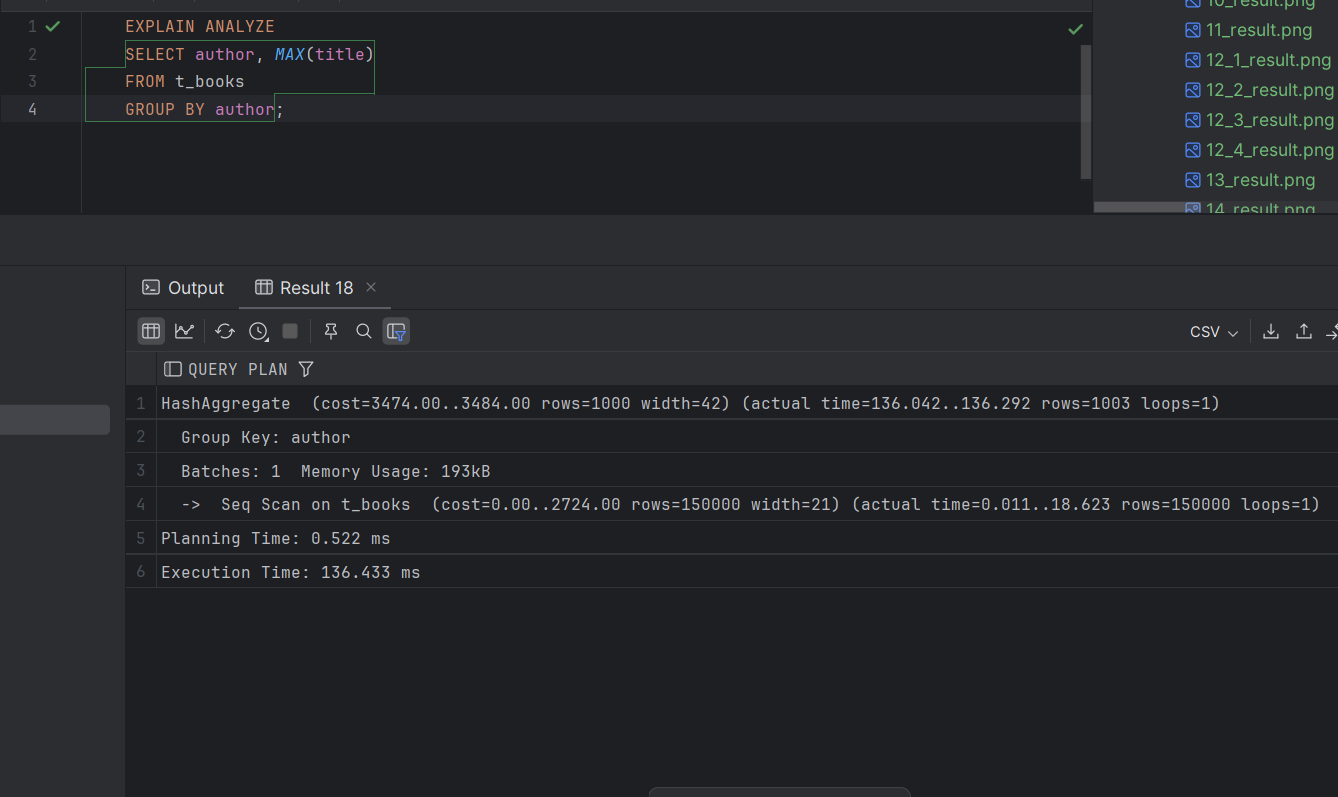 1 EXPLAIN ANALYZE
2 SELECT author, MAX(title)
3 FROM t_books
4 GROUP BY author;
10_result.png
11_result.png
12_1_result.png
12_2_result.png
12_3_result.png
12_4_result.png
13_result.png
14_result.png
Output
Result 18
CSV
QUERY PLAN
1 HashAggregate  (cost=3474.00..3484.00 rows=1000 width=42) (actual time=136.042..136.292 rows=1003 loops=1)
2   Group Key: author
3   Batches: 1  Memory Usage: 193kB
4   ->  Seq Scan on t_books  (cost=0.00..2724.00 rows=150000 width=21) (actual time=0.011..18.623 rows=150000 loops=1)
5 Planning Time: 0.522 ms
6 Execution Time: 136.433 ms